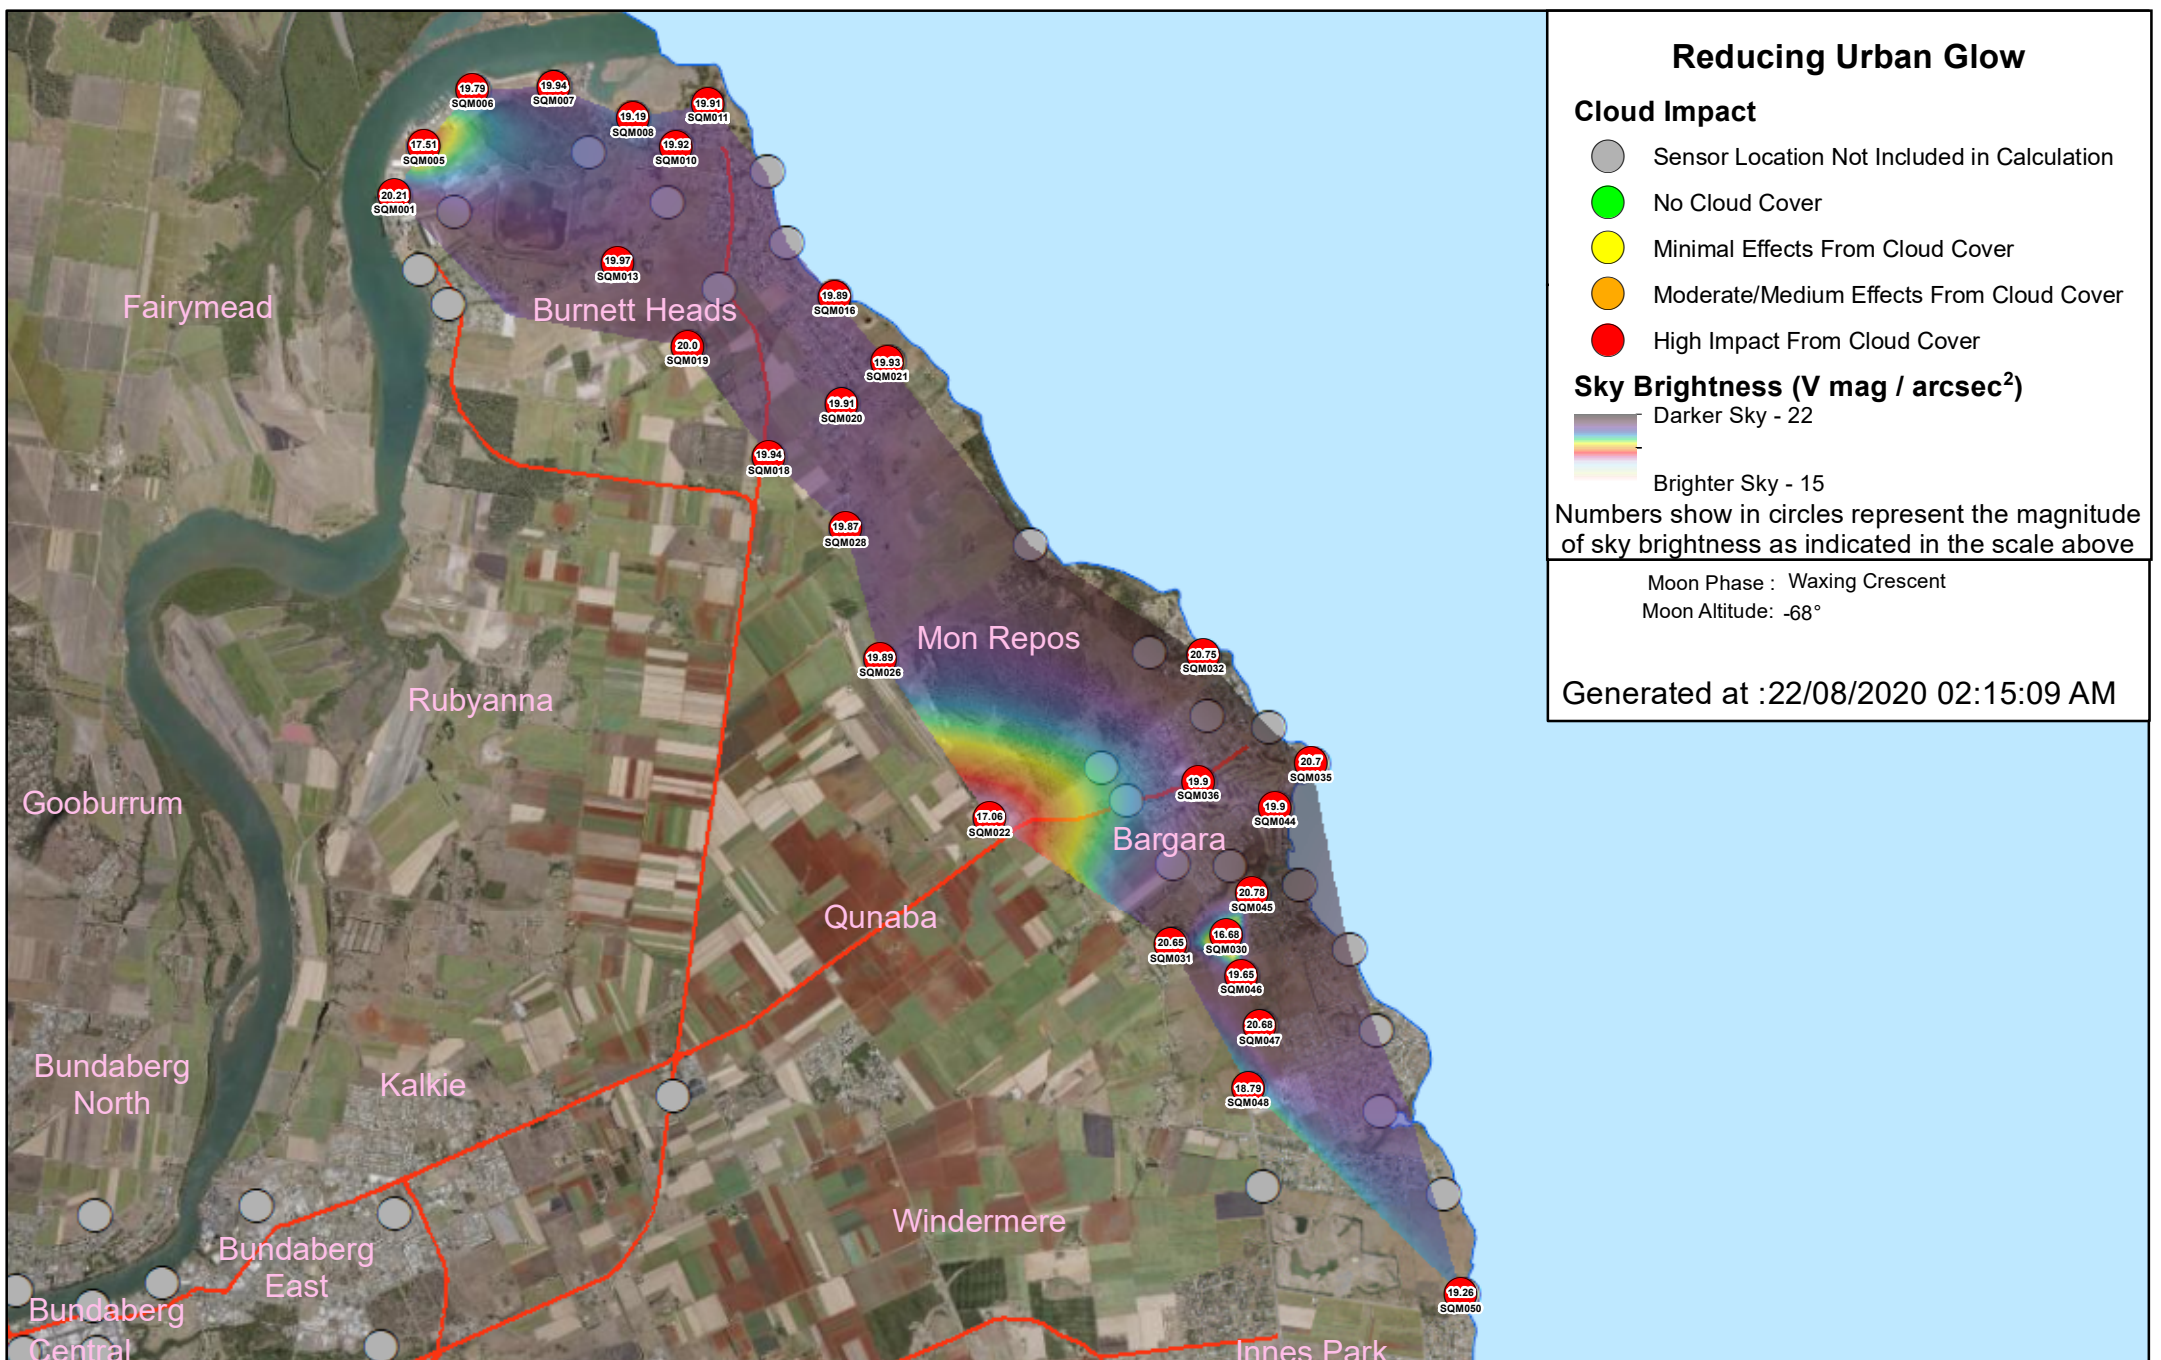 Reducing Urban Glow
Cloud Impact
Sensor Location Not Included in Calculation
No Cloud Cover
Minimal Effects From Cloud Cover
Moderate/Medium Effects From Cloud Cover
High Impact From Cloud Cover
Sky Brightness (V mag / arcsec²)
Darker Sky - 22
Brighter Sky - 15
Numbers show in circles represent the magnitude
of sky brightness as indicated in the scale above
Moon Phase : Waxing Crescent
Moon Altitude: -68°
Generated at :22/08/2020 02:15:09 AM
19.79
SQM006
19.94
SQM007
19.19
SQM008
19.91
SQM011
17.51
SQM005
19.92
SQM010
20.21
SQM001
19.97
SQM013
Fairymead
Burnett Heads
19.89
SQM016
20.0
SQM019
19.93
SQM021
19.91
SQM020
19.94
SQM018
19.87
SQM028
Mon Repos
19.89
SQM026
20.75
SQM032
Rubyanna
20.7
SQM035
19.9
SQM036
19.9
SQM044
Gooburrum
17.06
SQM022
Bargara
20.78
SQM045
Qunaba
20.65
SQM031
16.68
SQM030
19.65
SQM046
20.68
SQM047
Bundaberg
North
Kalkie
18.79
SQM048
Windermere
Bundaberg
East
19.26
SQM050
Bundaberg
Central
Innes Park